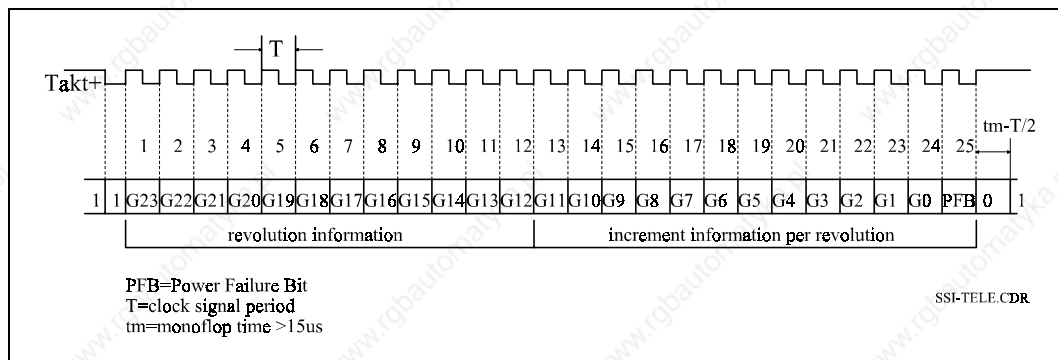 T
Takt+
tm-T/2
1 2 3 4 5 6 7 8 9 10 11 12 13 14 15 16 17 18 19 20 21 22 23 24 25
1 1 G23 G22 G21 G20 G19 G18 G17 G16 G15 G14 G13 G12 G11 G10 G9 G8 G7 G6 G5 G4 G3 G2 G1 G0 PFB 0 1
revolution information increment information per revolution
PFB=Power Failure Bit
T=clock signal period
tm=monoflop time >15us
SSI-TELE.CDR
www.rgbautomatyka.pl